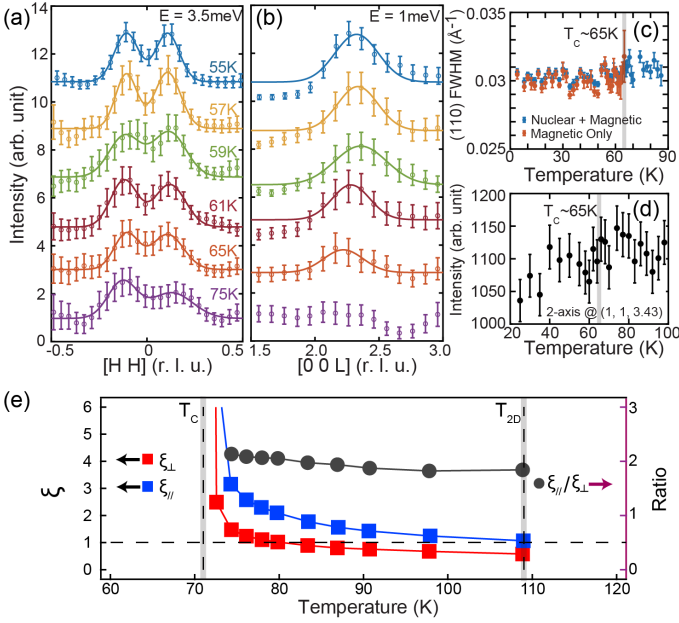 (a)
E = 3.5meV
14
12
10
8
6
4
2
0
Intensity (arb. unit)
55K
57K
59K
61K
65K
75K
-0.5
0
0.5
[H H] (r. l. u.)
(b)
E = 1meV
1.5
2.0
2.5
3.0
[0 0 L] (r. l. u.)
(c)
T_C~65K
0.035
0.03
0.025
(110) FWHM (Å⁻¹)
Nuclear + Magnetic
Magnetic Only
0
30
60
90
Temperature (K)
(d)
T_C~65K
1200
1150
1100
1050
1000
Intensity (arb. unit)
2-axis @ (1, 1, 3.43)
20
40
60
80
100
Temperature (K)
(e)
T_C
T_2D
6
5
4
3
2
1
0
ξ
ξ⊥
ξ//
ξ///ξ⊥
3
2
1
0
Ratio
60
70
80
90
100
110
120
Temperature (K)